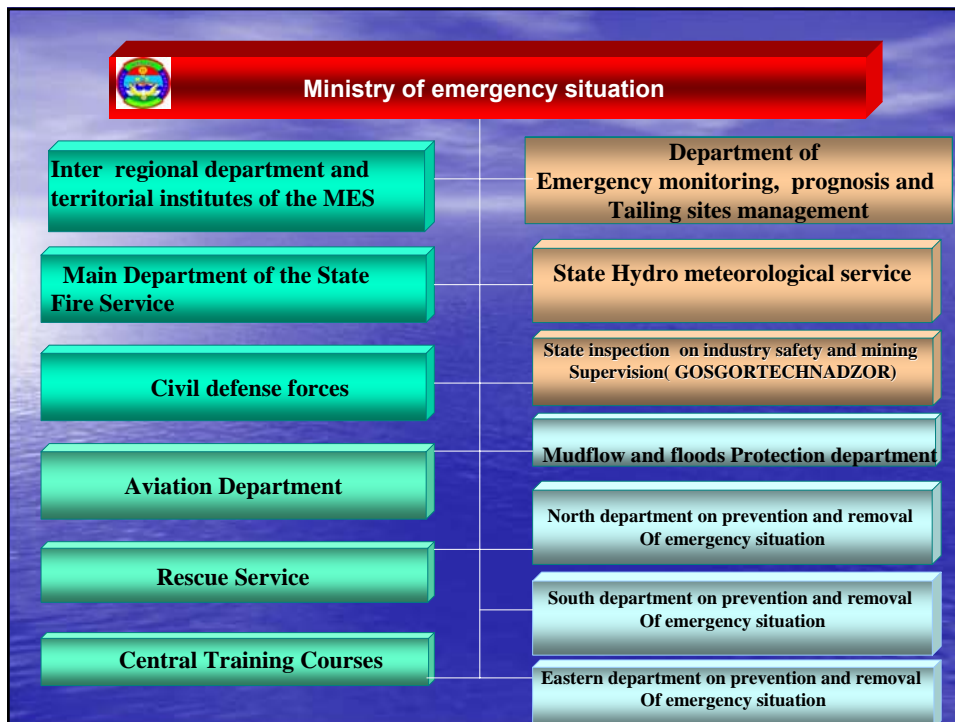 Ministry of emergency situation
Inter regional department and
territorial institutes of the MES
Main Department of the State
Fire Service
Civil defense forces
Aviation Department
Rescue Service
Central Training Courses
Department of
Emergency monitoring, prognosis and
Tailing sites management
State Hydro meteorological service
State inspection on industry safety and mining
Supervision( GOSGORTECHNADZOR)
Mudflow and floods Protection department
North department on prevention and removal
Of emergency situation
South department on prevention and removal
Of emergency situation
Eastern department on prevention and removal
Of emergency situation